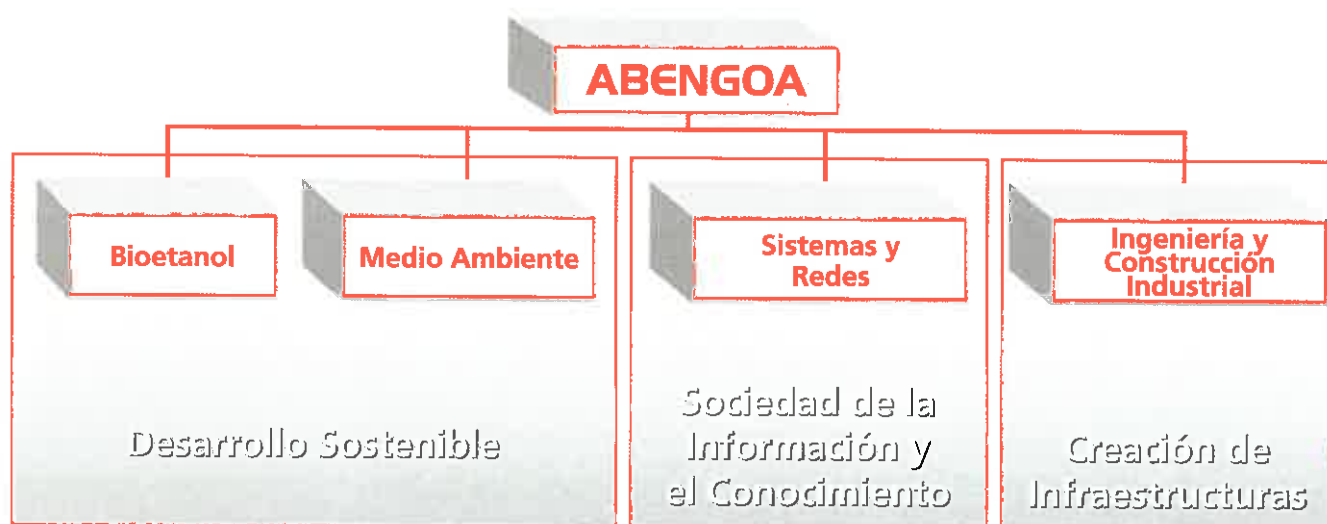 ABENGOA
Bioetanol
Medio Ambiente
Sistemas y
Redes
Ingeniería y
Construcción
Industrial
Desarrollo Sostenible
Sociedad de la
Información y
el Conocimiento
Creación de
Infraestructuras